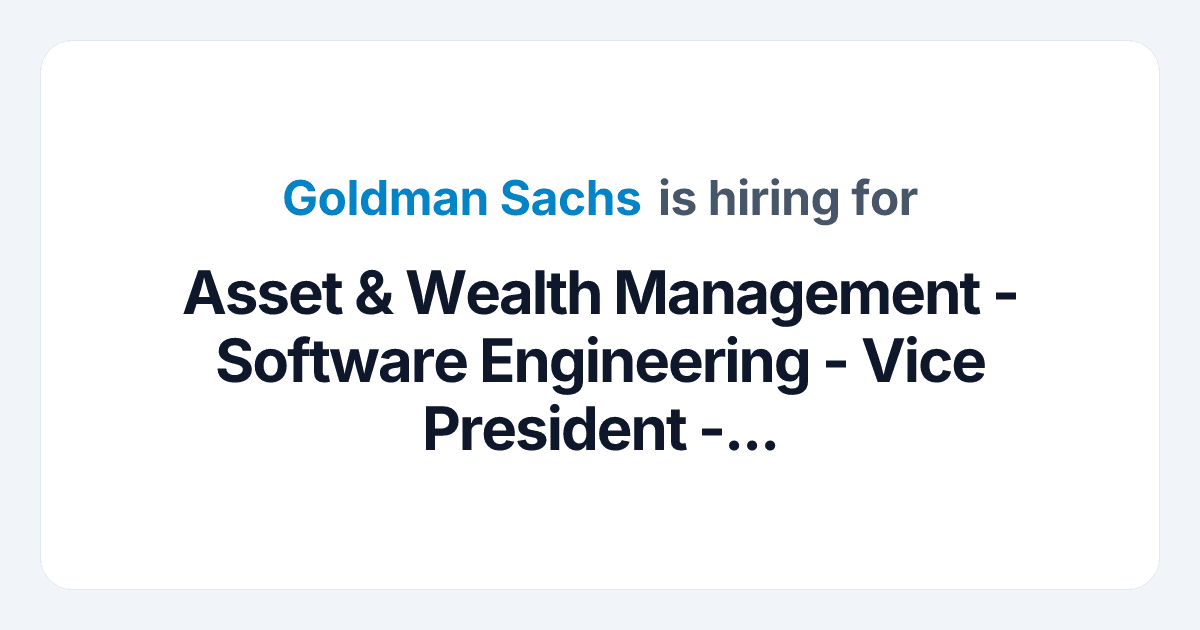 Goldman Sachs is hiring for
Asset & Wealth Management -
Software Engineering - Vice
President -...